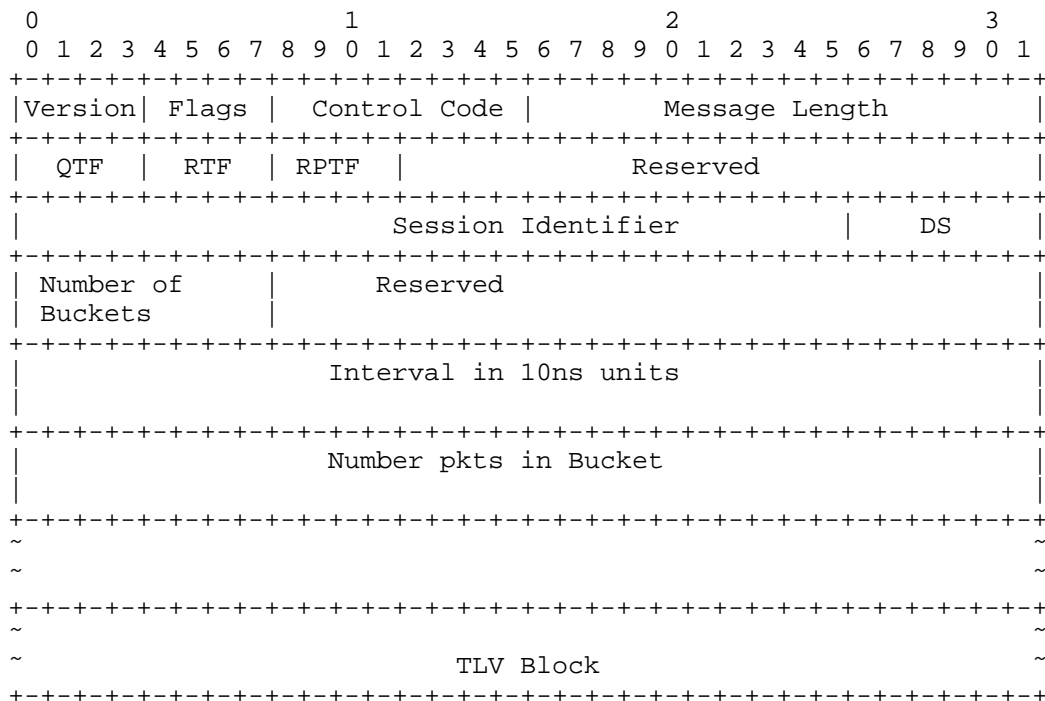 0                   1                   2                   3
0 1 2 3 4 5 6 7 8 9 0 1 2 3 4 5 6 7 8 9 0 1 2 3 4 5 6 7 8 9 0 1
+-+-+-+-+-+-+-+-+-+-+-+-+-+-+-+-+-+-+-+-+-+-+-+-+-+-+-+-+-+-+-+-+
|Version| Flags |  Control Code |        Message Length         |
+-+-+-+-+-+-+-+-+-+-+-+-+-+-+-+-+-+-+-+-+-+-+-+-+-+-+-+-+-+-+-+-+
|  QTF  |  RTF  | RPTF  |              Reserved                 |
+-+-+-+-+-+-+-+-+-+-+-+-+-+-+-+-+-+-+-+-+-+-+-+-+-+-+-+-+-+-+-+-+
|                       Session Identifier          |    DS     |
+-+-+-+-+-+-+-+-+-+-+-+-+-+-+-+-+-+-+-+-+-+-+-+-+-+-+-+-+-+-+-+-+
| Number of     |      Reserved                                 |
| Buckets       |                                               |
+-+-+-+-+-+-+-+-+-+-+-+-+-+-+-+-+-+-+-+-+-+-+-+-+-+-+-+-+-+-+-+-+
|                   Interval in 10ns units                      |
|                                                               |
+-+-+-+-+-+-+-+-+-+-+-+-+-+-+-+-+-+-+-+-+-+-+-+-+-+-+-+-+-+-+-+-+
|                   Number pkts in Bucket                       |
|                                                               |
+-+-+-+-+-+-+-+-+-+-+-+-+-+-+-+-+-+-+-+-+-+-+-+-+-+-+-+-+-+-+-+-+
~                                                               ~
~                                                               ~
+-+-+-+-+-+-+-+-+-+-+-+-+-+-+-+-+-+-+-+-+-+-+-+-+-+-+-+-+-+-+-+-+
~                                                               ~
~                           TLV Block                           ~
+-+-+-+-+-+-+-+-+-+-+-+-+-+-+-+-+-+-+-+-+-+-+-+-+-+-+-+-+-+-+-+-+